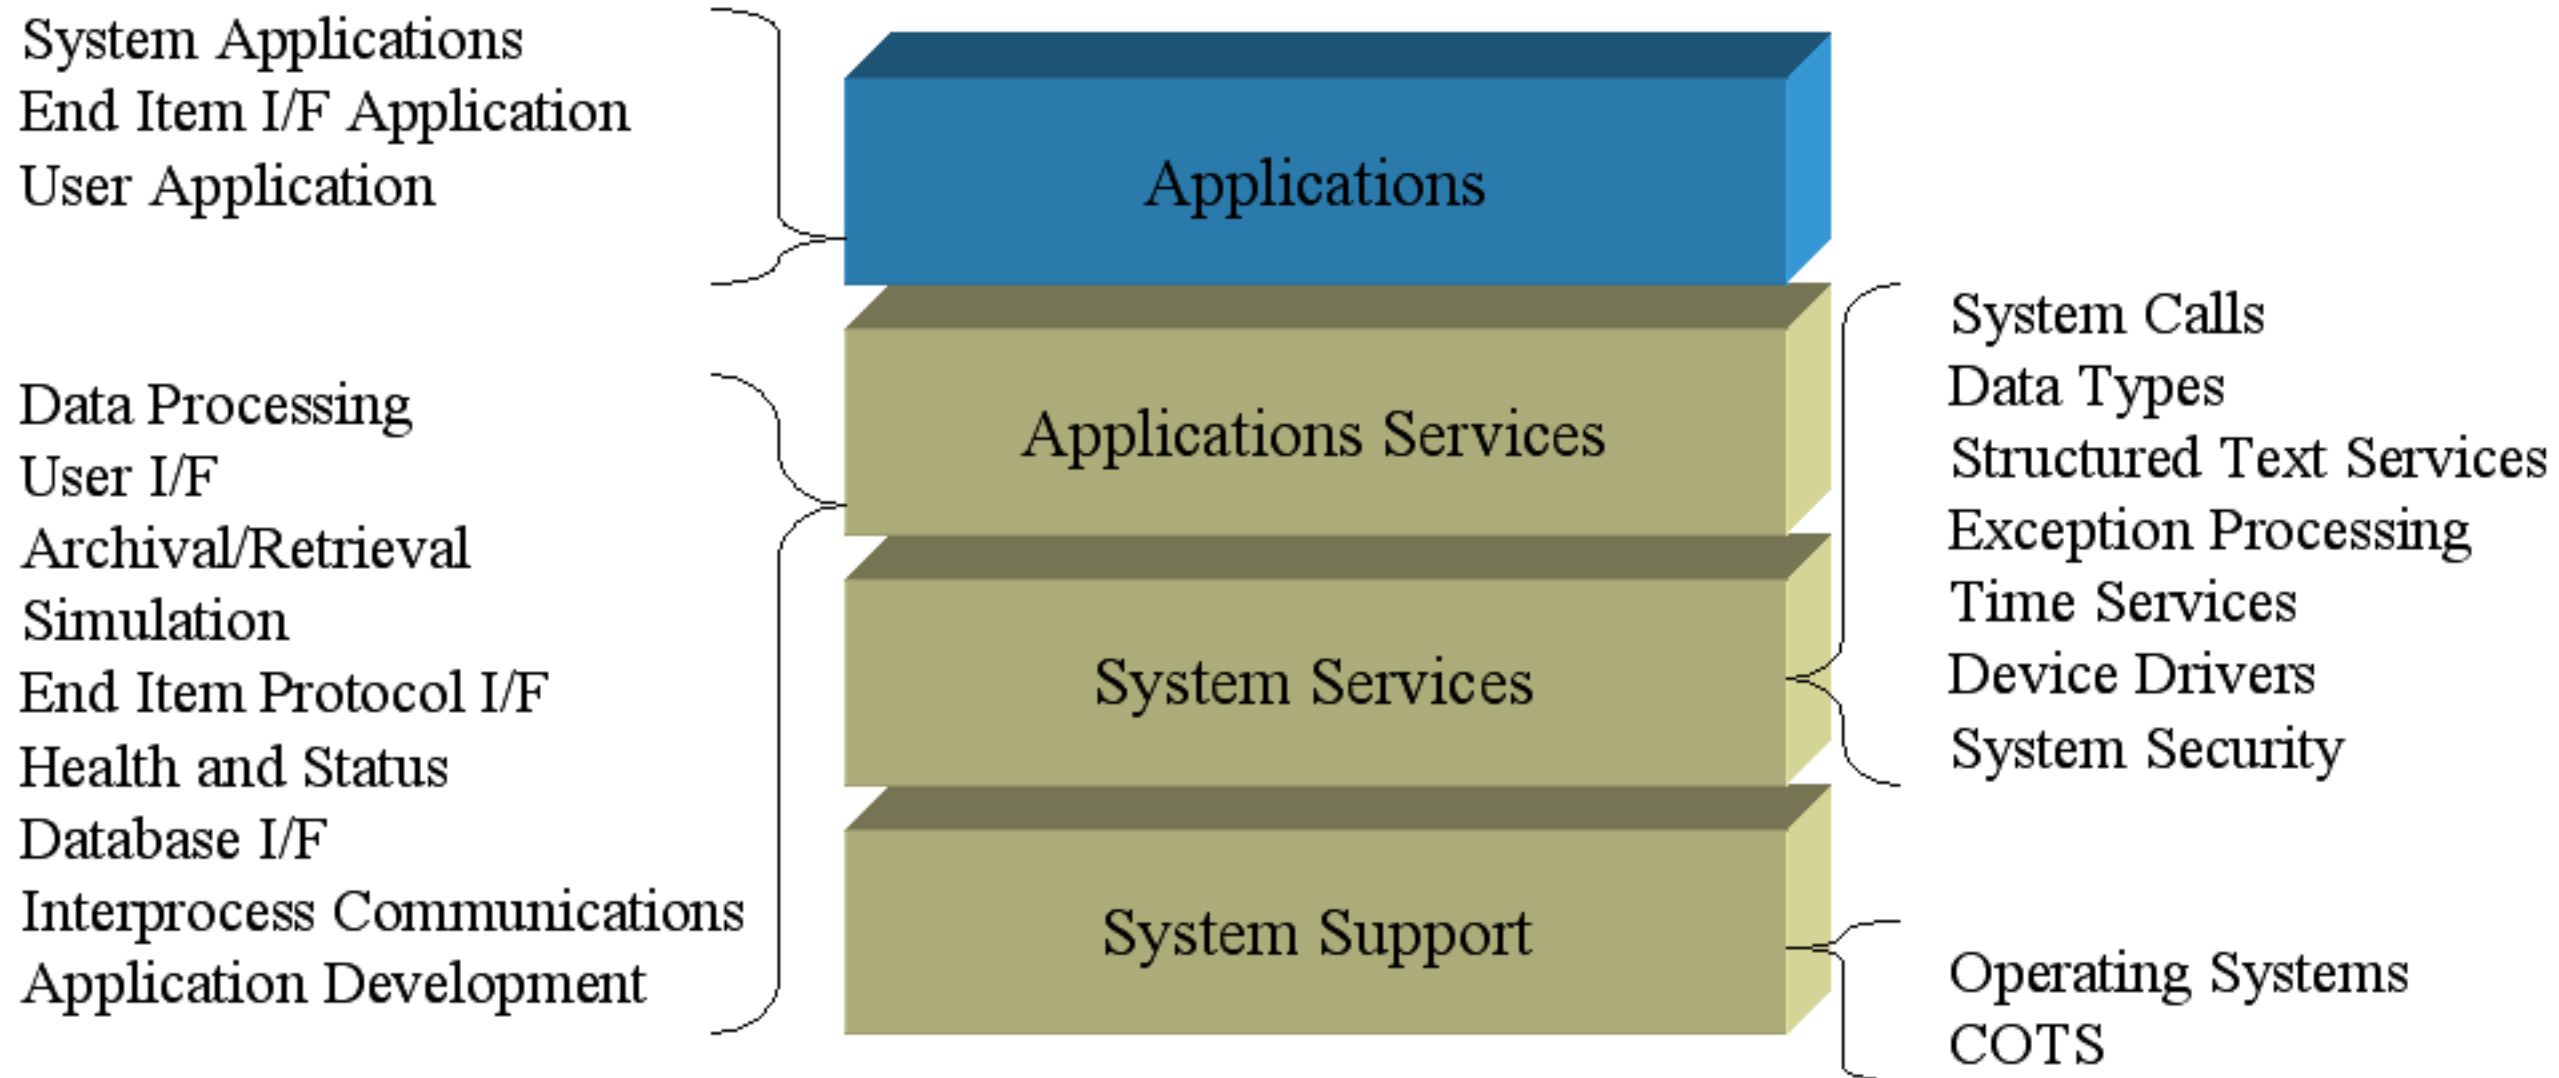 System Applications
End Item I/F Application
User Application
Applications
Data Processing
User I/F
Archival/Retrieval
Simulation
End Item Protocol I/F
Health and Status
Database I/F
Interprocess Communications
Application Development
Applications Services
System Calls
Data Types
Structured Text Services
Exception Processing
Time Services
Device Drivers
System Security
System Services
System Support
Operating Systems
COTS